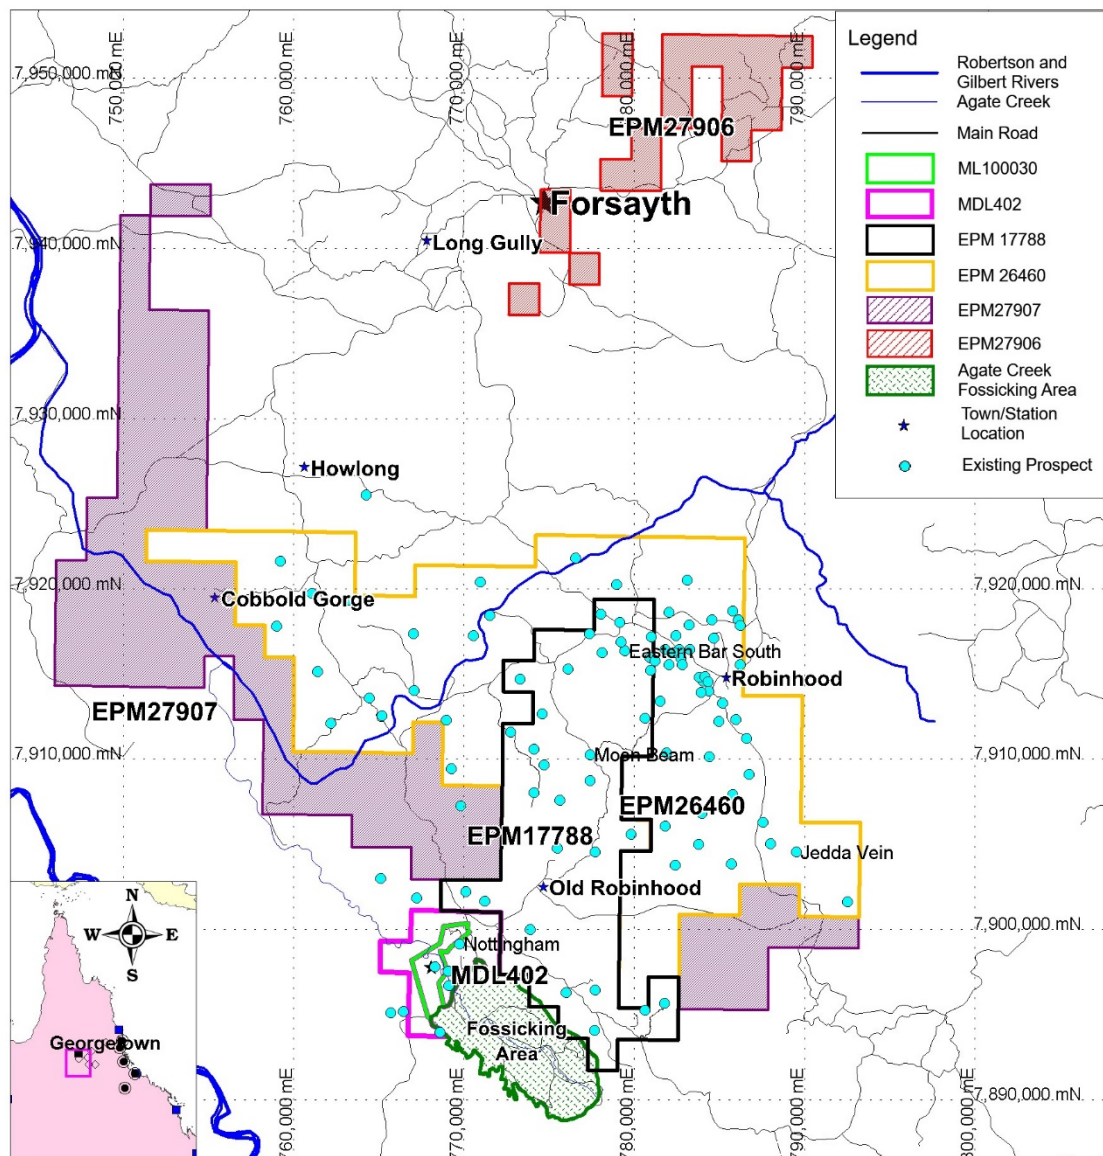 750,000 mE
760,000 mE
770,000 mE
780,000 mE
790,000 mE
7,950,000 mN
EPM27906
Forsayth
7,940,000 mN
Long Gully
7,930,000 mN
7,930,000 mN
Howlong
7,920,000 mN
7,920,000 mN
Cobbold Gorge
Eastern Bar South
Robinhood
EPM27907
7,910,000 mN
Moon Beam
EPM26460
EPM17788
Jedda Vein
Old Robinhood
7,900,000 mN
Nottingham
MDL402
Fossicking
Area
7,890,000 mN
760,000 mE
770,000 mE
780,000 mE
790,000 mE
800,000 mE
Legend
Robertson and
Gilbert Rivers
Agate Creek
Main Road
ML100030
MDL402
EPM 17788
EPM 26460
EPM27907
EPM27906
Agate Creek
Fossicking Area
Town/Station
Location
Existing Prospect
N
W
E
S
Georgetown